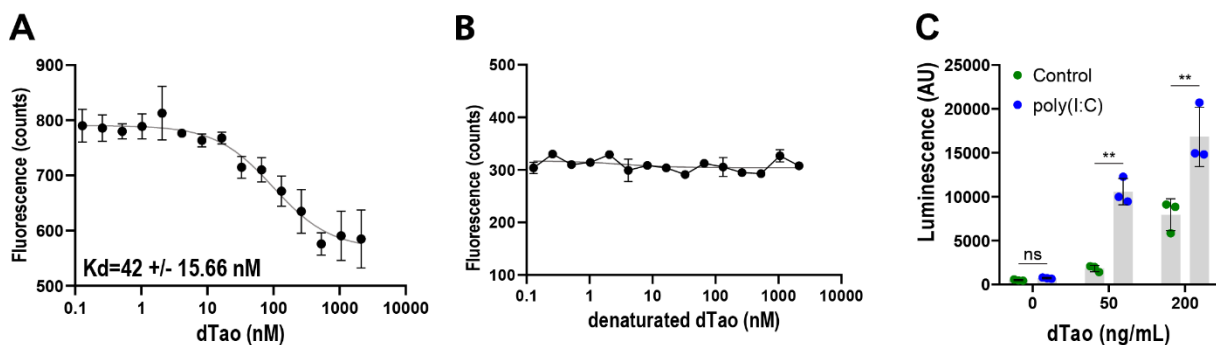 A
Fluorescence (counts)
900
800
700
600
500
Kd=42 +/- 15.66 nM
0.1
1
10
100
1000
10000
dTao (nM)
B
Fluorescence (counts)
500
400
300
200
100
0.1
1
10
100
1000
10000
denaturated dTao (nM)
C
Luminescence (AU)
25000
20000
15000
10000
5000
0
Control
poly(I:C)
ns
**
**
0
50
200
dTao (ng/mL)